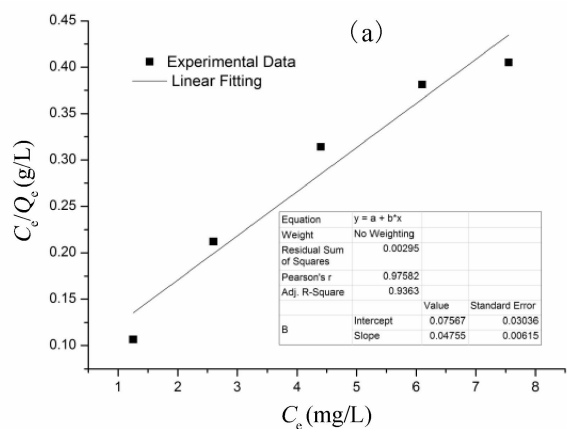 (a)
Experimental Data
Linear Fitting
0.40
0.35
0.30
0.25
0.20
0.15
0.10
Cₑ/Qₑ (g/L)
Equation y = a + b*x
Weight No Weighting
Residual Sum of Squares 0.00295
Pearson's r 0.97582
Adj. R-Square 0.9363
Value Standard Error
B Intercept 0.07567 0.03036
Slope 0.04755 0.00615
1 2 3 4 5 6 7 8
Cₑ (mg/L)